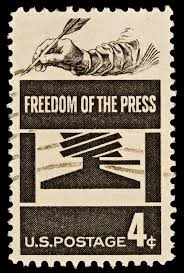 FREEDOM OF THE PRESS
U.S. POSTAGE 4¢